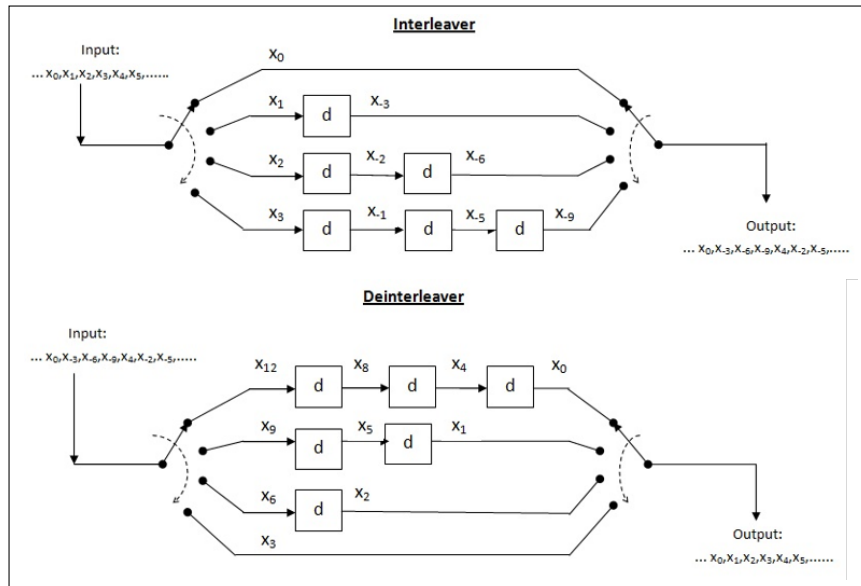 Interleaver
Input:
... x₀,x₁,x₂,x₃,x₄,x₅,......
x₀
x₁ d x₋₃
x₂ d x₋₂ d x₋₆
x₃ d x₋₁ d x₋₅ d x₋₉
Output:
... x₀,x₋₃,x₋₆,x₋₉,x₄,x₋₂,x₋₅,.....
Deinterleaver
Input:
... x₀,x₋₃,x₋₆,x₋₉,x₄,x₋₂,x₋₅,.....
x₁₂ d x₈ d x₄ d x₀
x₉ d x₅ d x₁
x₆ d x₂
x₃
Output:
... x₀,x₁,x₂,x₃,x₄,x₅,......